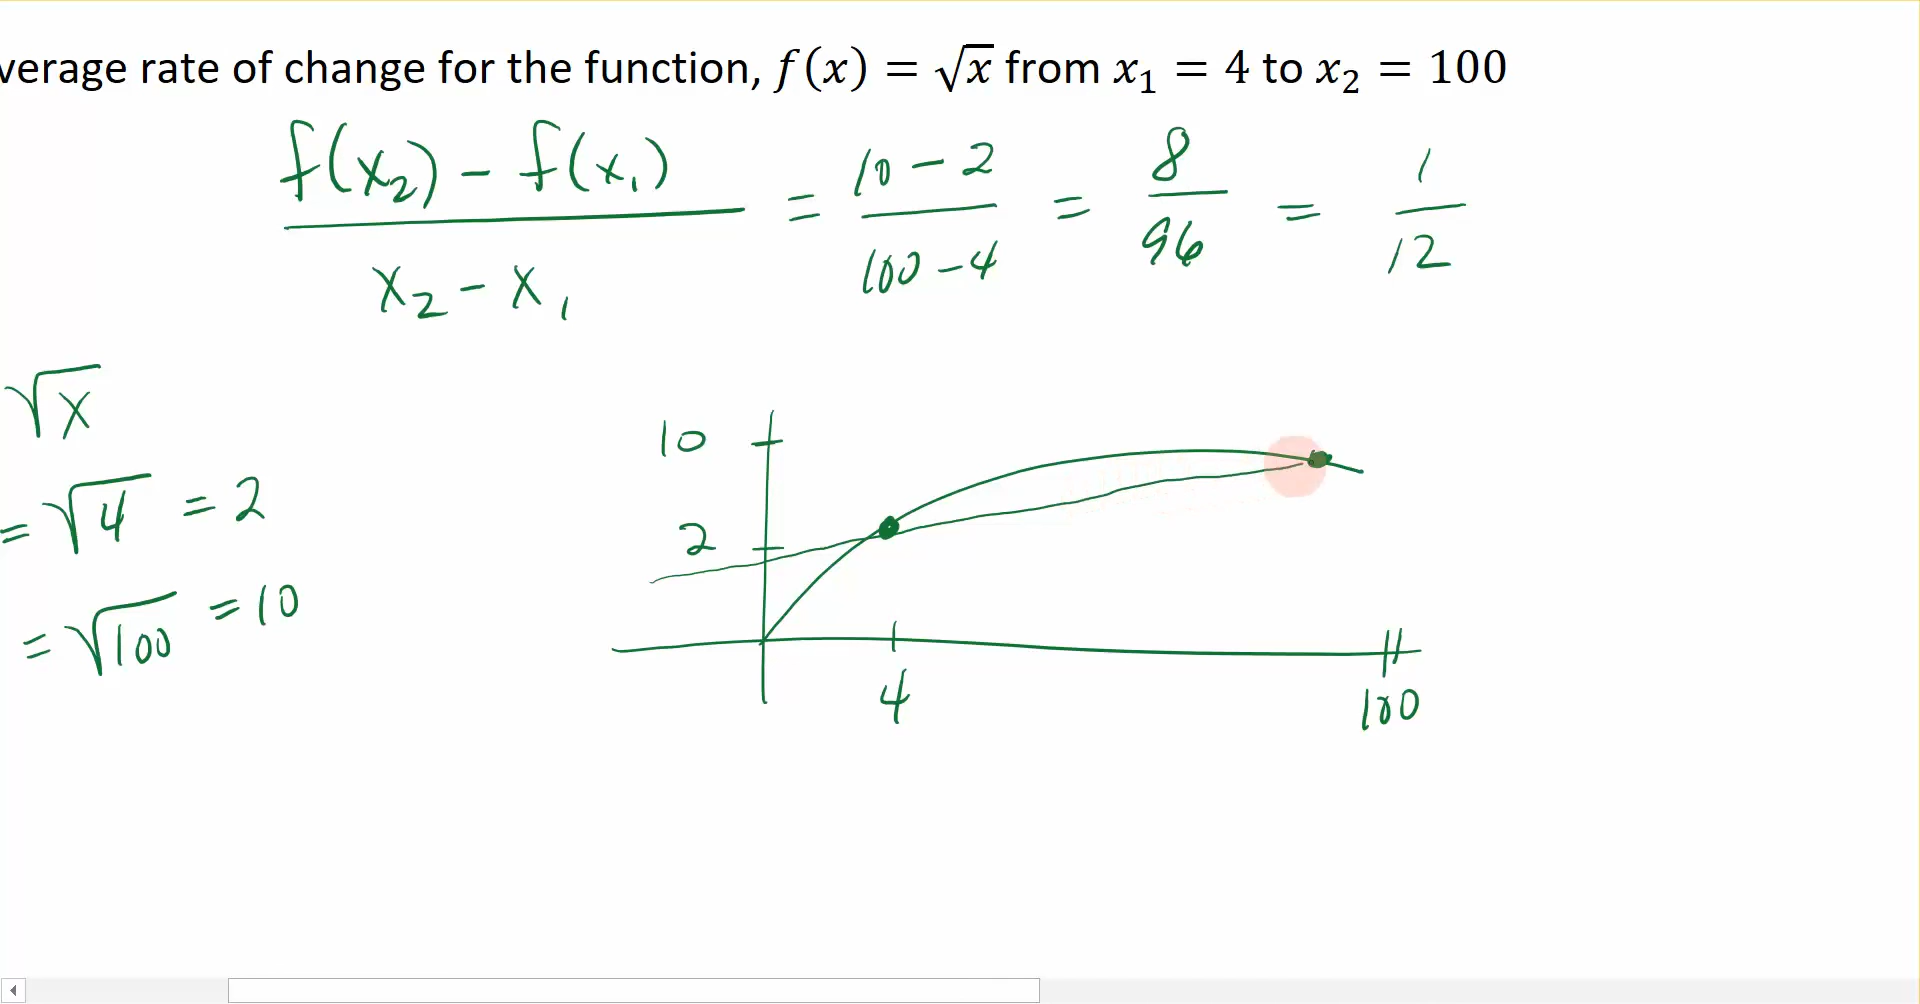 verage rate of change for the function, f(x) = √x from x₁ = 4 to x₂ = 100
f(x₂) - f(x₁) / x₂ - x₁ = 10 - 2 / 100 - 4 = 8 / 96 = 1 / 12
√x
= √4 = 2
= √100 = 10
10
2
4
100